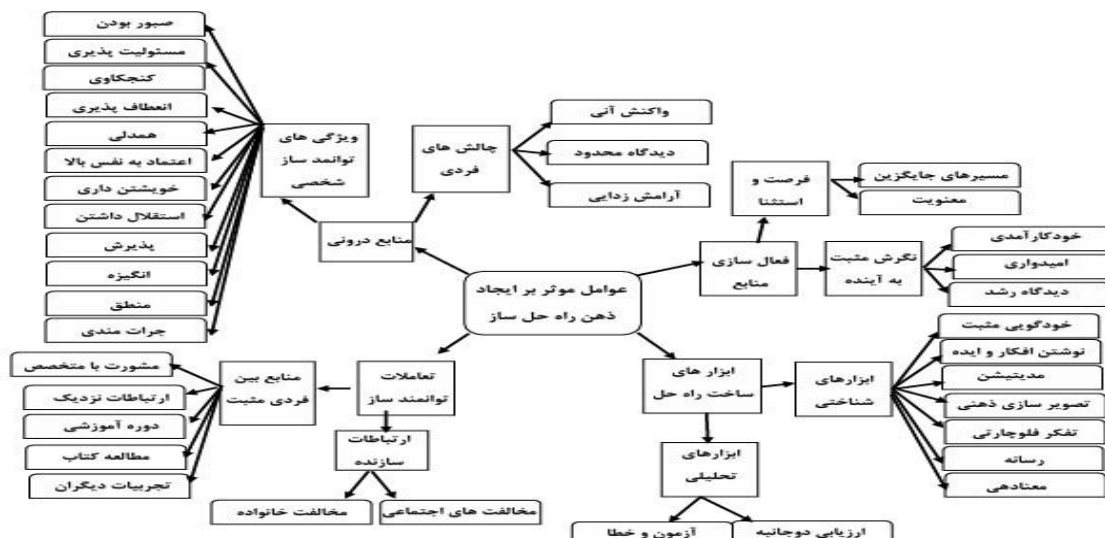 عوامل موثر بر ایجاد
ذهن راه حل ساز
منابع درونی
ویژگی های
توانمند ساز
شخصی
صبور بودن
مسئولیت پذیری
کنجکاوی
انعطاف پذیری
همدلی
اعتماد به نفس بالا
خویشتن داری
استقلال داشتن
پذیرش
انگیزه
منطق
جرات مندی
چالش های
فردی
واکنش آنی
دیدگاه محدود
آرامش زدایی
فعال سازی
منابع
فرصت و
استثنا
مسیرهای جایگزین
معنویت
نگرش مثبت
به آینده
خودکارآمدی
امیدواری
دیدگاه رشد
ابزار های
ساخت راه حل
ابزارهای
شناختی
خودگویی مثبت
نوشتن افکار و ایده
مدیتیشن
تصویر سازی ذهنی
تفکر فلوچارتی
رسانه
معنادهی
ابزارهای
تحلیلی
ارزیابی دوجانبه
آزمون و خطا
تعاملات
توانمند ساز
منابع بین
فردی مثبت
مشورت با متخصص
ارتباطات نزدیک
دوره آموزشی
مطالعه کتاب
تجربیات دیگران
ارتباطات
سازنده
مخالفت های اجتماعی
مخالفت خانواده